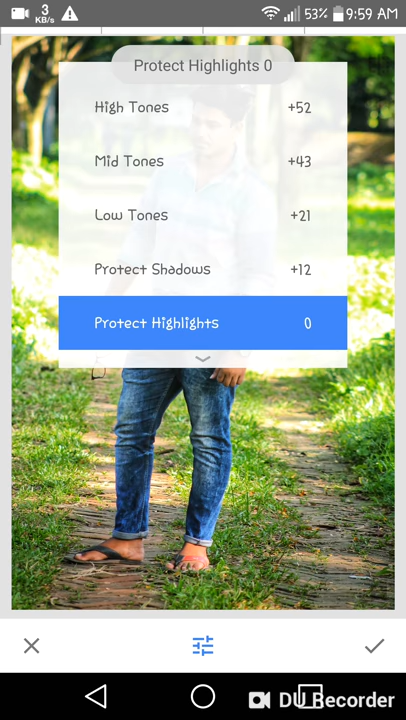 3
KB/s
53%
9:59 AM
Protect Highlights 0
High Tones +52
Mid Tones +43
Low Tones +21
Protect Shadows +12
Protect Highlights 0
DU Recorder